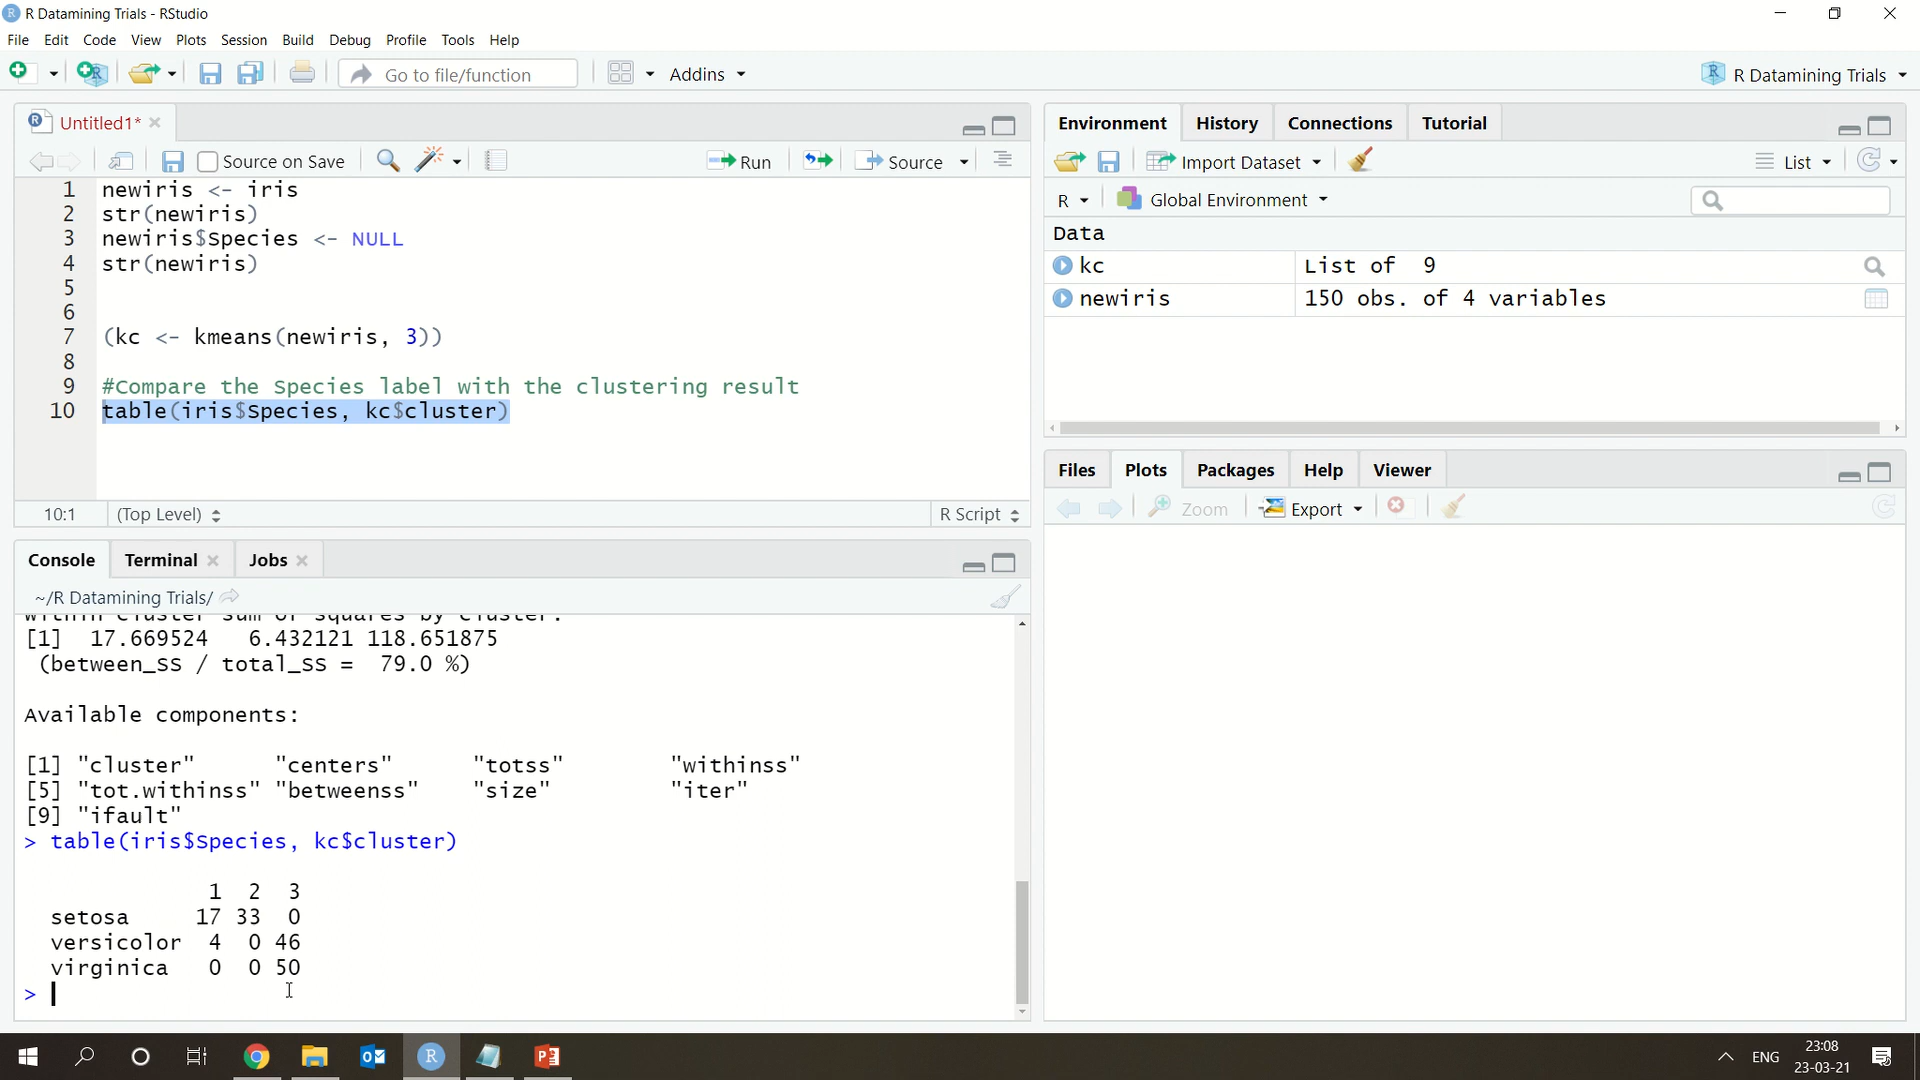 R Datamining Trials - RStudio
File Edit Code View Plots Session Build Debug Profile Tools Help
Go to file/function Addins R Datamining Trials
Untitled1*
Source on Save Run Source
1 newiris <- iris
2 str(newiris)
3 newiris$Species <- NULL
4 str(newiris)
5
6
7 (kc <- kmeans(newiris, 3))
8
9 #Compare the Species label with the clustering result
10 table(iris$Species, kc$cluster)
10:1 (Top Level) R Script
Console Terminal Jobs
~/R Datamining Trials/
within cluster sum of squares by cluster:
[1] 17.669524 6.432121 118.651875
(between_SS / total_SS = 79.0 %)
Available components:
[1] "cluster" "centers" "totss" "withinss"
[5] "tot.withinss" "betweenss" "size" "iter"
[9] "ifault"
> table(iris$Species, kc$cluster)
1 2 3
setosa 17 33 0
versicolor 4 0 46
virginica 0 0 50
>
Environment History Connections Tutorial
Import Dataset List
R Global Environment
Data
kc List of 9
newiris 150 obs. of 4 variables
Files Plots Packages Help Viewer
Zoom Export
ENG
23:08
23-03-21